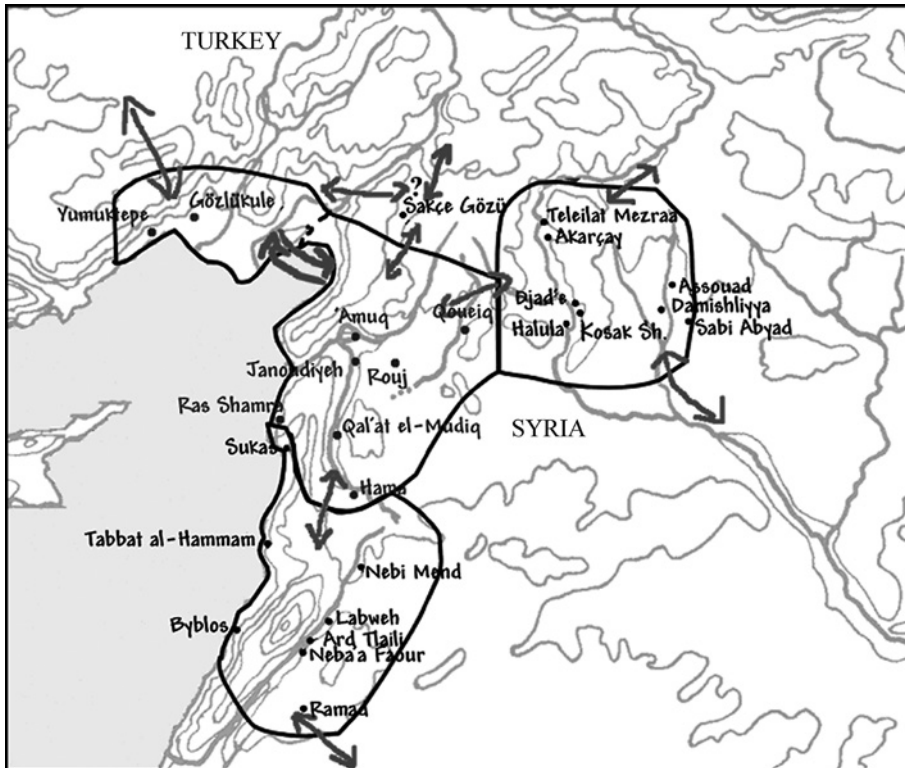 TURKEY
?
Sakçe Gözü
Gözlükule
Yumuktepe
?
Teleilat Mezraa
Akarçay
Assouad
Djad'e
Damishliyya
'Amuq
Qoueiq
Halula
Kosak Sh.
Sabi Abyad
Janoudiyeh
Rouj
Ras Shamra
Qal'at el-Mudiq
SYRIA
Sukas
Hama
Tabbat al-Hammam
Nebi Mend
Byblos
Labweh
Ard Tlaili
Neba'a Faour
Ramad